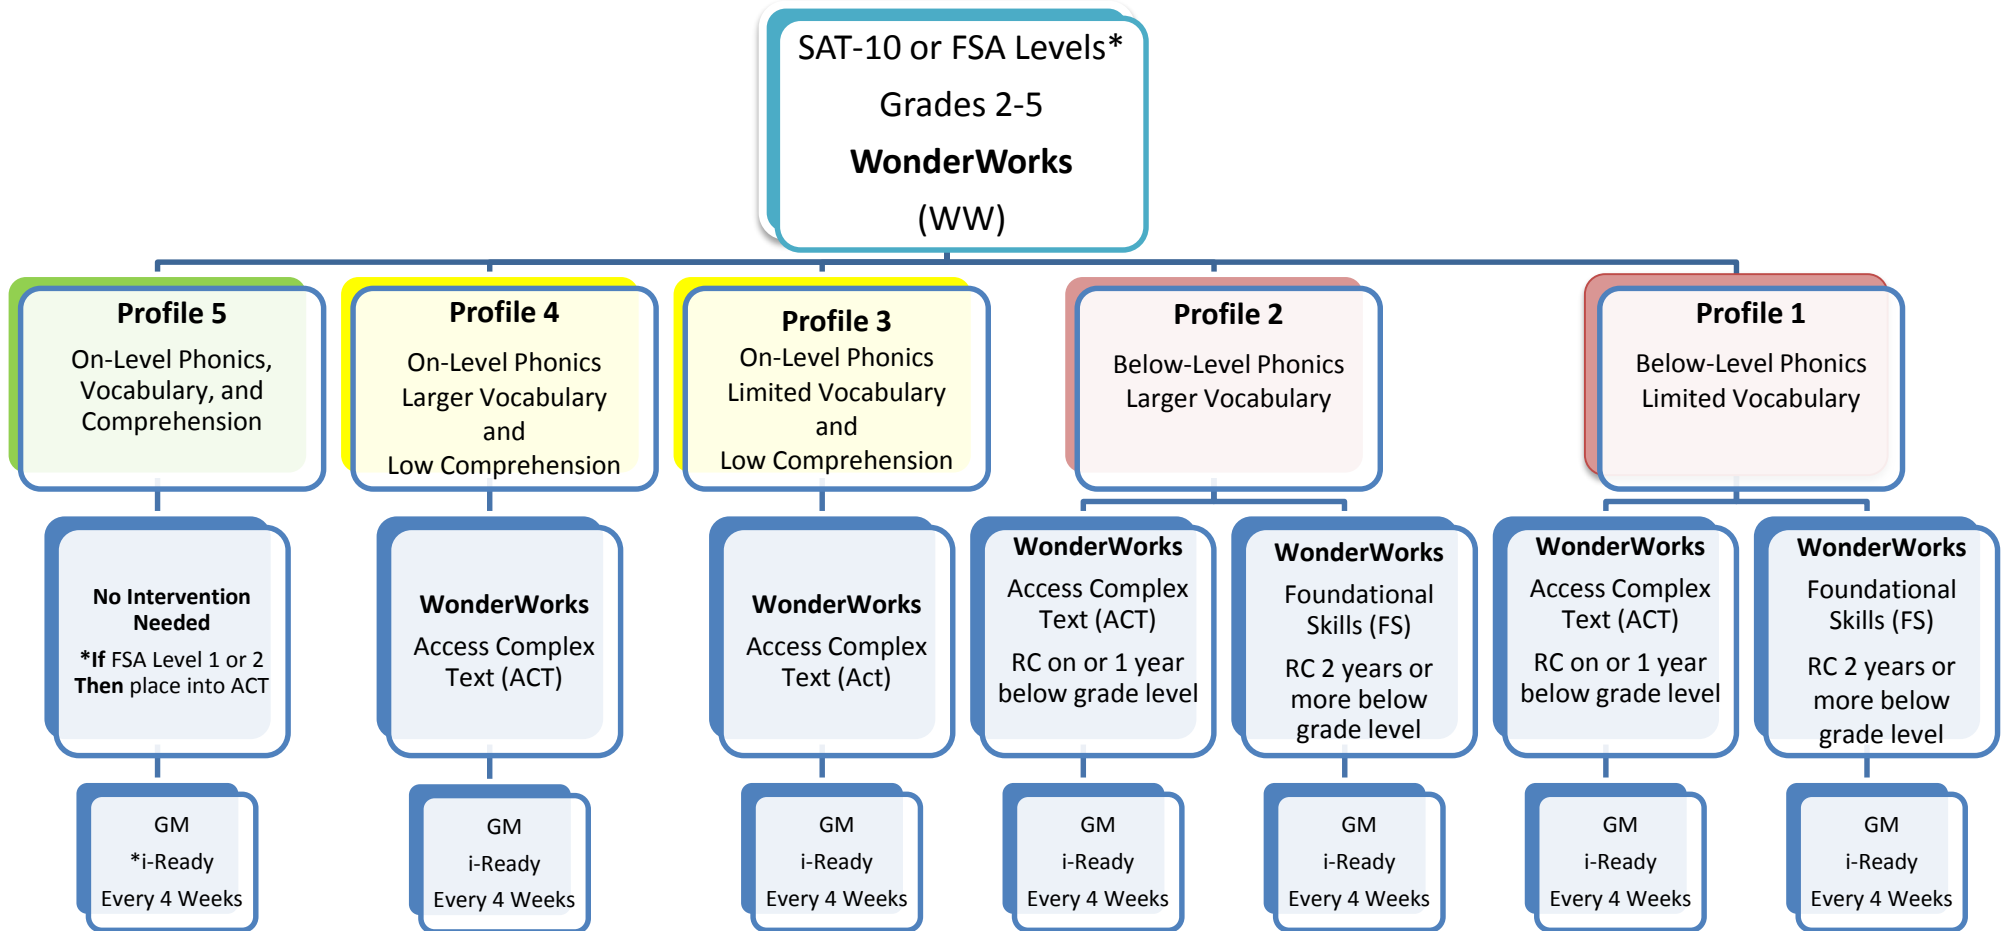 SAT-10 or FSA Levels*
Grades 2-5
WonderWorks
(WW)
Profile 5
On-Level Phonics,
Vocabulary, and
Comprehension
Profile 4
On-Level Phonics
Larger Vocabulary
and
Low Comprehension
Profile 3
On-Level Phonics
Limited Vocabulary
and
Low Comprehension
Profile 2
Below-Level Phonics
Larger Vocabulary
Profile 1
Below-Level Phonics
Limited Vocabulary
No Intervention
Needed
*If FSA Level 1 or 2
Then place into ACT
WonderWorks
Access Complex
Text (ACT)
WonderWorks
Access Complex
Text (Act)
WonderWorks
Access Complex
Text (ACT)
RC on or 1 year
below grade level
WonderWorks
Foundational
Skills (FS)
RC 2 years or
more below
grade level
WonderWorks
Access Complex
Text (ACT)
RC on or 1 year
below grade level
WonderWorks
Foundational
Skills (FS)
RC 2 years or
more below
grade level
GM
*i-Ready
Every 4 Weeks
GM
i-Ready
Every 4 Weeks
GM
i-Ready
Every 4 Weeks
GM
i-Ready
Every 4 Weeks
GM
i-Ready
Every 4 Weeks
GM
i-Ready
Every 4 Weeks
GM
i-Ready
Every 4 Weeks